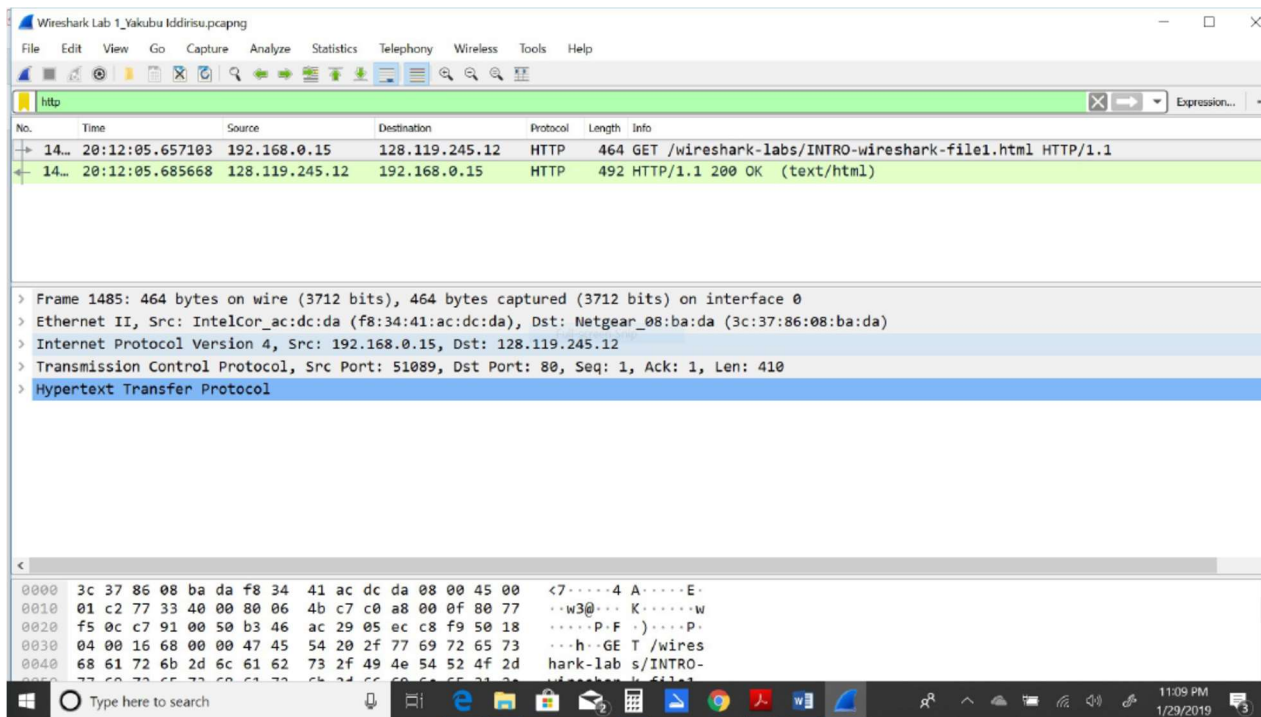 Wireshark Lab 1_Yakubu Iddirisu.pcapng
File Edit View Go Capture Analyze Statistics Telephony Wireless Tools Help
http Expression...
No. Time Source Destination Protocol Length Info
14… 20:12:05.657103 192.168.0.15 128.119.245.12 HTTP 464 GET /wireshark-labs/INTRO-wireshark-file1.html HTTP/1.1
14… 20:12:05.685668 128.119.245.12 192.168.0.15 HTTP 492 HTTP/1.1 200 OK (text/html)
> Frame 1485: 464 bytes on wire (3712 bits), 464 bytes captured (3712 bits) on interface 0
> Ethernet II, Src: IntelCor_ac:dc:da (f8:34:41:ac:dc:da), Dst: Netgear_08:ba:da (3c:37:86:08:ba:da)
> Internet Protocol Version 4, Src: 192.168.0.15, Dst: 128.119.245.12
> Transmission Control Protocol, Src Port: 51089, Dst Port: 80, Seq: 1, Ack: 1, Len: 410
> Hypertext Transfer Protocol
0000 3c 37 86 08 ba da f8 34 41 ac dc da 08 00 45 00 <7·····4 A·····E·
0010 01 c2 77 33 40 00 80 06 4b c7 c0 a8 00 0f 80 77 ··w3@··· K······w
0020 f5 0c c7 91 00 50 b3 46 ac 29 05 ec c8 f9 50 18 ·····P·F ·)····P·
0030 04 00 16 68 00 00 47 45 54 20 2f 77 69 72 65 73 ···h··GE T /wires
0040 68 61 72 6b 2d 6c 61 62 73 2f 49 4e 54 52 4f 2d hark-lab s/INTRO-
Type here to search
11:09 PM
1/29/2019